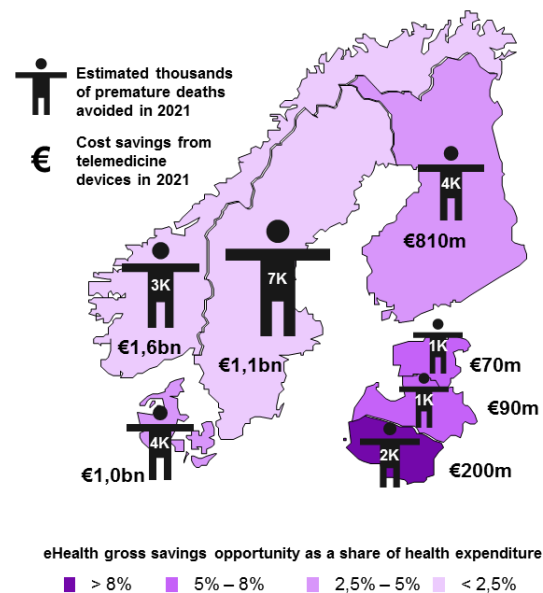 Estimated thousands
of premature deaths
avoided in 2021
€
Cost savings from
telemedicine
devices in 2021
4K
€810m
7K
3K
€1,6bn
€1,1bn
1K
€70m
1K
€90m
4K
€1,0bn
2K
€200m
eHealth gross savings opportunity as a share of health expenditure
> 8% 5% – 8% 2,5% – 5% < 2,5%